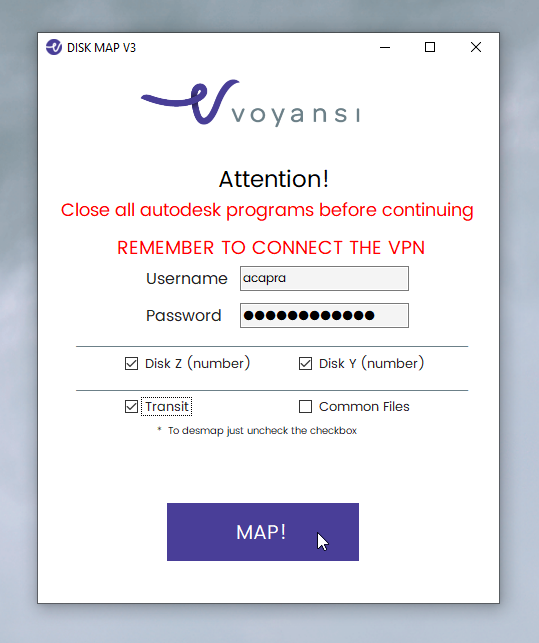 DISK MAP V3
voyansi
Attention!
Close all autodesk programs before continuing
REMEMBER TO CONNECT THE VPN
Username acapra
Password ●●●●●●●●●●●●
Disk Z (number) Disk Y (number)
Transit Common Files
* To desmap just uncheck the checkbox
MAP!